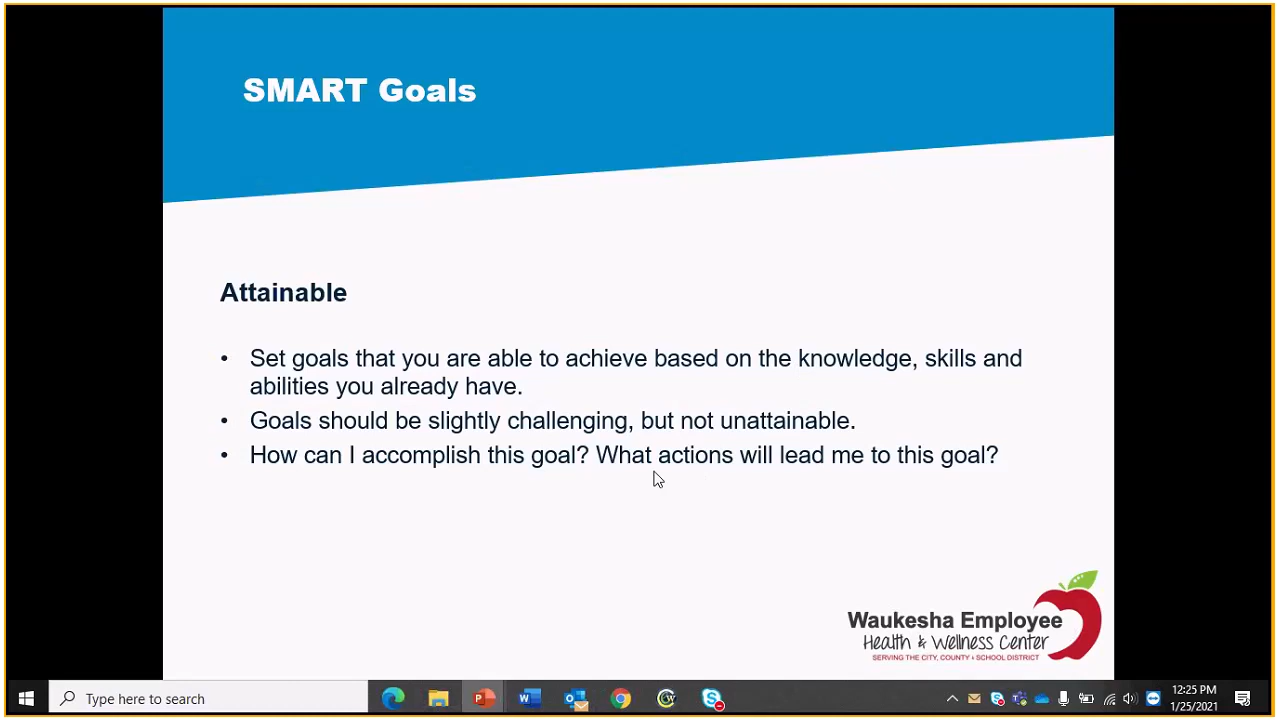 SMART Goals
Attainable
• Set goals that you are able to achieve based on the knowledge, skills and
abilities you already have.
• Goals should be slightly challenging, but not unattainable.
• How can I accomplish this goal? What actions will lead me to this goal?
Waukesha Employee
Health & Wellness Center
SERVING THE CITY, COUNTY & SCHOOL DISTRICT
Type here to search
12:25 PM
1/25/2021